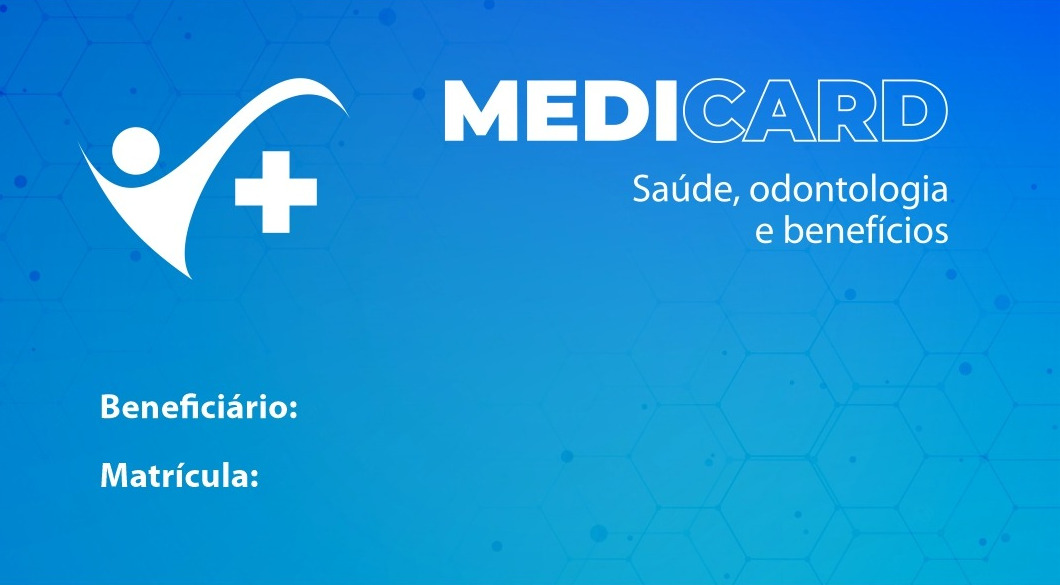 MEDICARD
Saúde, odontologia
e benefícios
Beneficiário:
Matrícula: